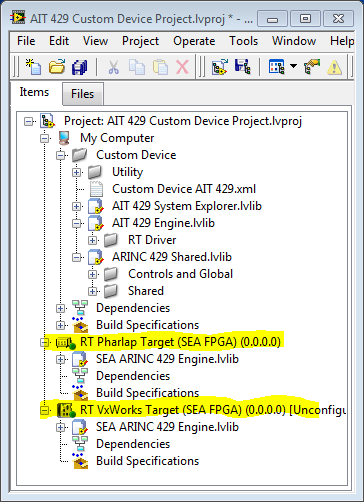 AIT 429 Custom Device Project.lvproj * - ...
File Edit View Project Operate Tools Window H
Items Files
Project: AIT 429 Custom Device Project.lvproj
My Computer
Custom Device
Utility
Custom Device AIT 429.xml
AIT 429 System Explorer.lvlib
AIT 429 Engine.lvlib
RT Driver
ARINC 429 Shared.lvlib
Controls and Global
Shared
Dependencies
Build Specifications
RT Pharlap Target (SEA FPGA) (0.0.0.0)
SEA ARINC 429 Engine.lvlib
Dependencies
Build Specifications
RT VxWorks Target (SEA FPGA) (0.0.0.0) [Unconfigu
SEA ARINC 429 Engine.lvlib
Dependencies
Build Specifications